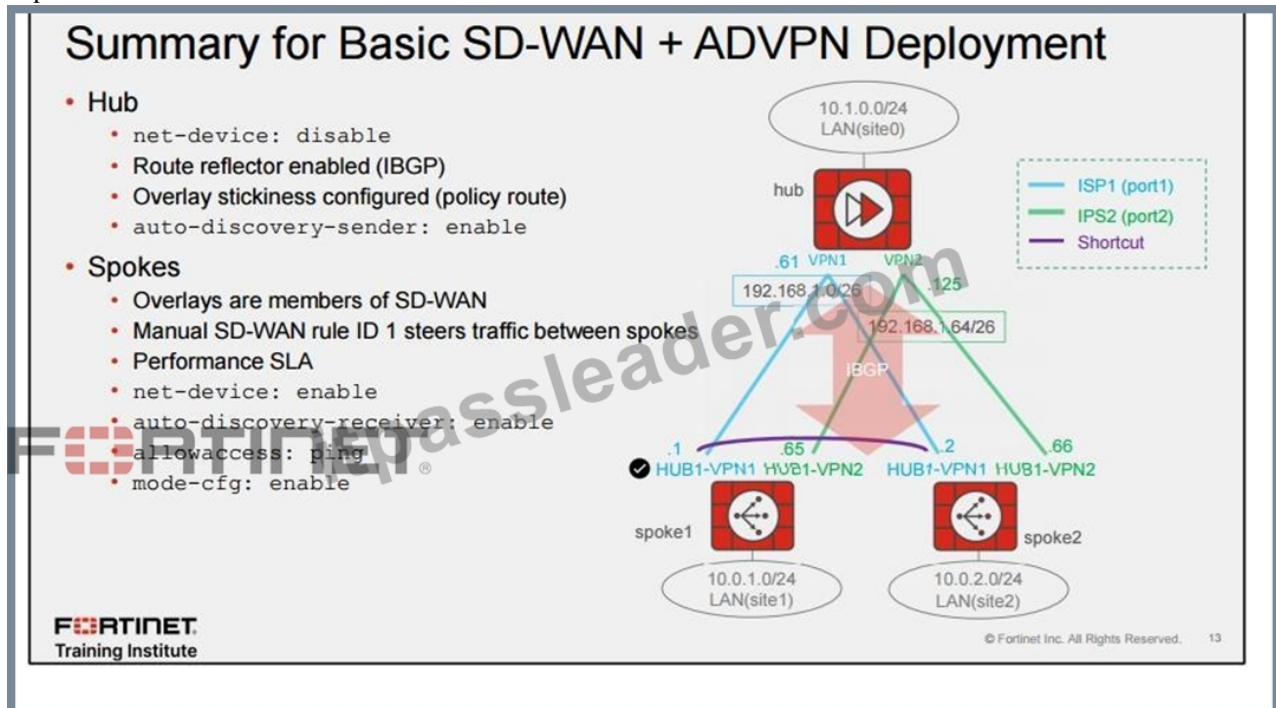 Summary for Basic SD-WAN + ADVPN Deployment
• Hub
• net-device: disable
• Route reflector enabled (IBGP)
• Overlay stickiness configured (policy route)
• auto-discovery-sender: enable
• Spokes
• Overlays are members of SD-WAN
• Manual SD-WAN rule ID 1 steers traffic between spokes
• Performance SLA
• net-device: enable
• auto-discovery-receiver: enable
• allowaccess: ping
• mode-cfg: enable
10.1.0.0/24
LAN(site0)
hub
ISP1 (port1)
IPS2 (port2)
Shortcut
.61 VPN1 VPN2 .125
192.168.1.0/26
192.168.1.64/26
IBGP
.1 .65 .2 .66
HUB1-VPN1 HUB1-VPN2 HUB1-VPN1 HUB1-VPN2
spoke1 spoke2
10.0.1.0/24
LAN(site1)
10.0.2.0/24
LAN(site2)
FORTINET®
itpassleader.com
FORTINET
Training Institute
© Fortinet Inc. All Rights Reserved. 13